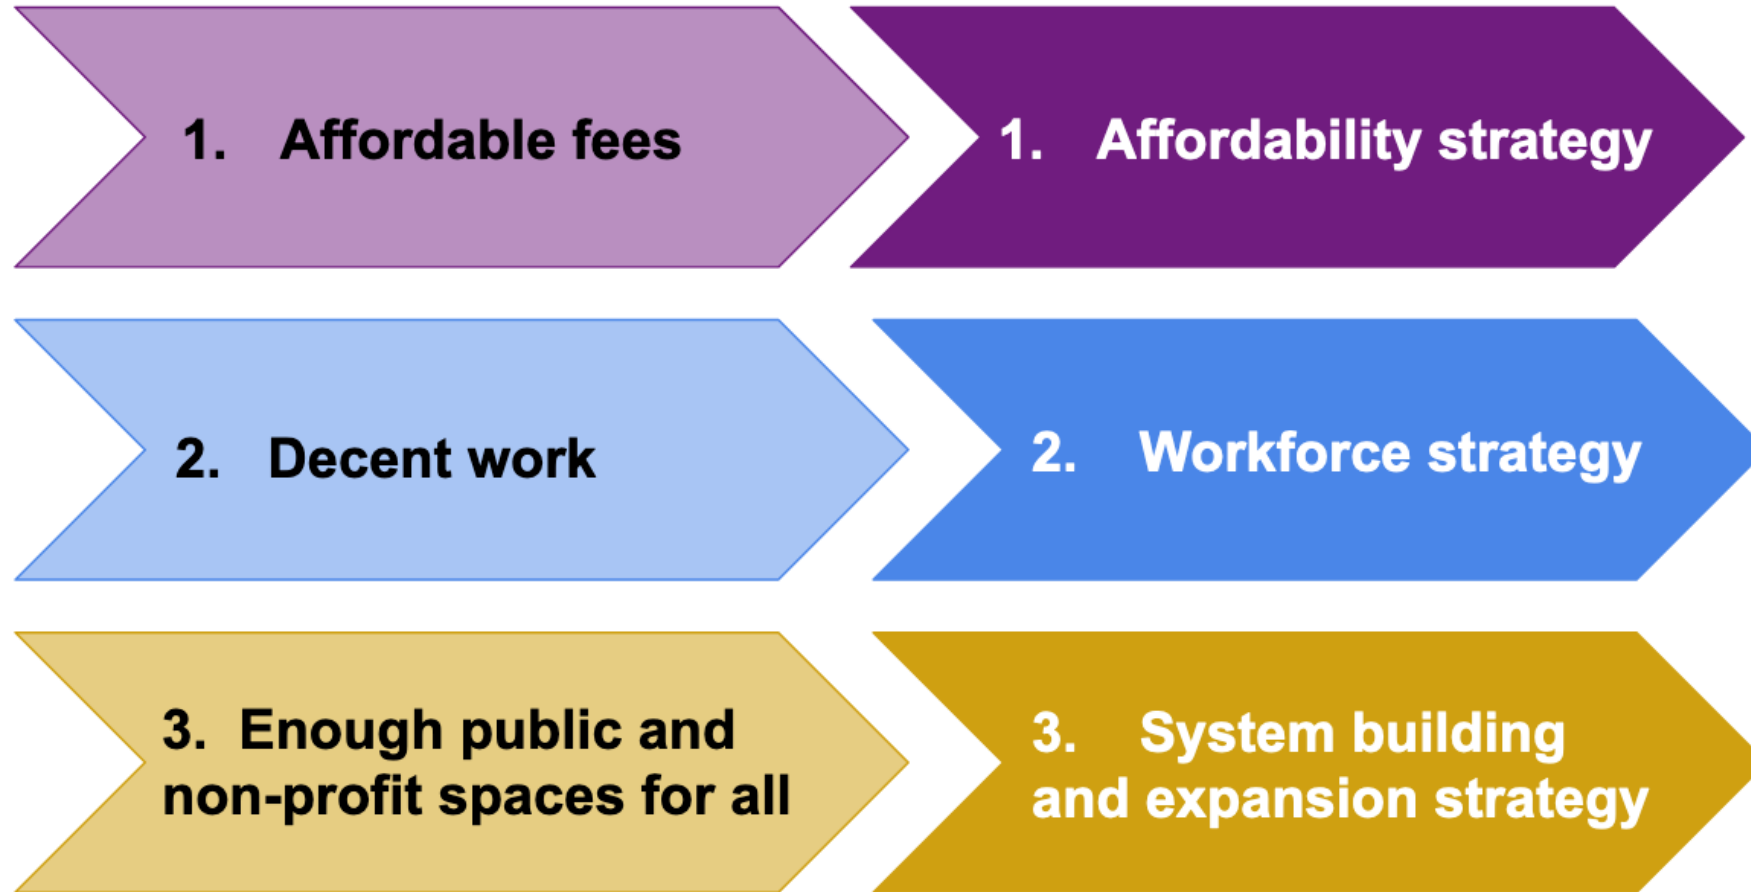 1. Affordable fees
1. Affordability strategy
2. Decent work
2. Workforce strategy
3. Enough public and
non-profit spaces for all
3. System building
and expansion strategy